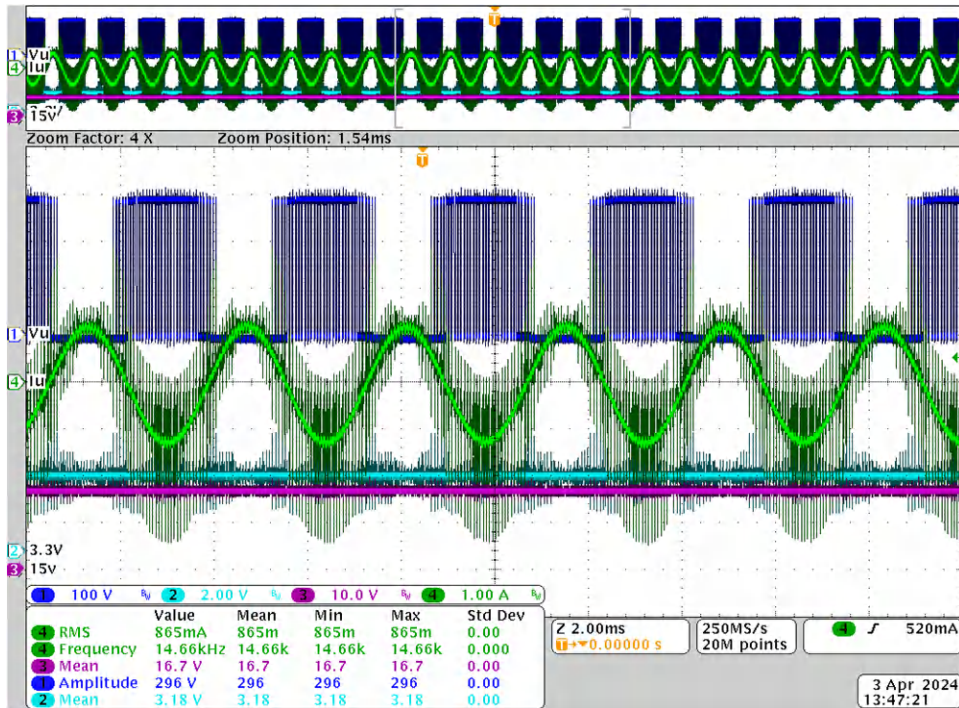 T
1 Vu
4 Iu
3.3V
3 15V
Zoom Factor: 4 X Zoom Position: 1.54ms
T
1 Vu
4 Iu
2 3.3V
3 15V
1 100 V BW 2 2.00 V BW 3 10.0 V BW 4 1.00 A BW
Value Mean Min Max Std Dev
4 RMS 865mA 865m 865m 865m 0.00
4 Frequency 14.66kHz 14.66k 14.66k 14.66k 0.000
3 Mean 16.7 V 16.7 16.7 16.7 0.00
1 Amplitude 296 V 296 296 296 0.00
2 Mean 3.18 V 3.18 3.18 3.18 0.00
Z 2.00ms
T→▼0.00000 s
250MS/s
20M points
4 ʃ 520mA
3 Apr 2024
13:47:21